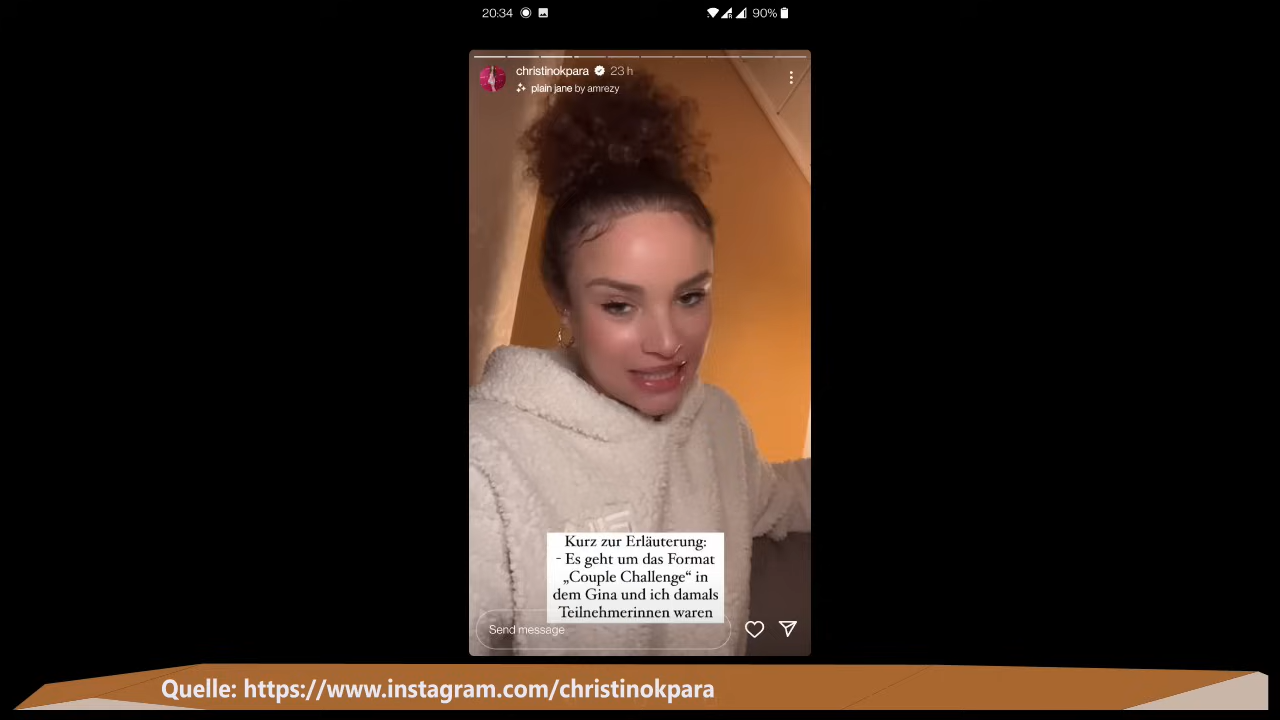 20:34
90%
christinokpara 23 h
plain jane by amrezy
Kurz zur Erläuterung:
- Es geht um das Format
„Couple Challenge“ in
dem Gina und ich damals
Teilnehmerinnen waren
Send message
Quelle: https://www.instagram.com/christinokpara